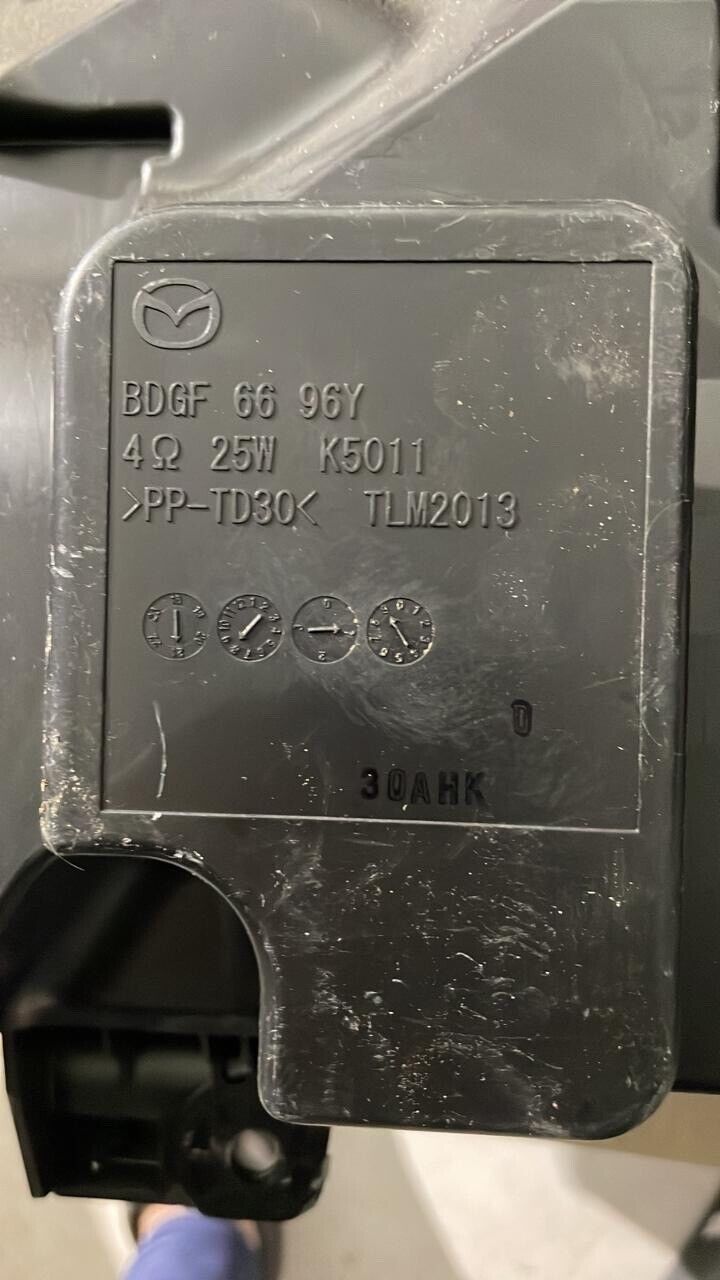 BDGF 66 96Y
4Ω 25W K5011
>PP-TD30< TLM2013
D
30AHK